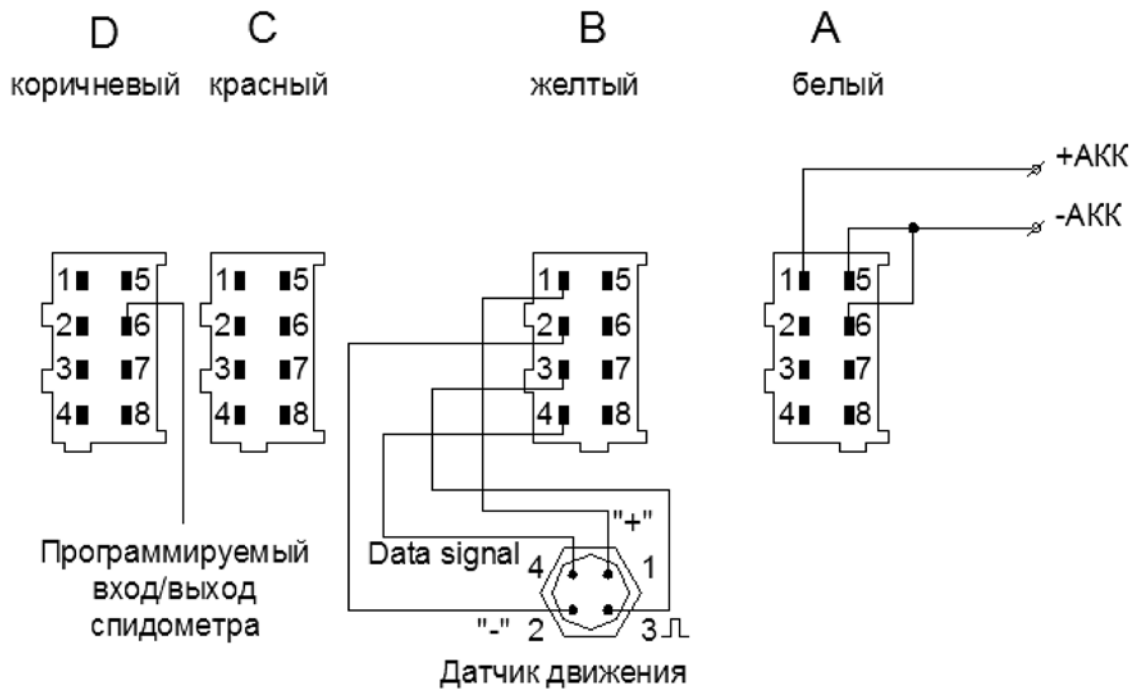 D C B A
коричневый красный желтый белый
+АКК
-АКК
1 5 1 5 1 5 1 5
2 6 2 6 2 6 2 6
3 7 3 7 3 7 3 7
4 8 4 8 4 8 4 8
"+"
Программируемый
вход/выход
спидометра
Data signal 4 1
"-" 2 3
Датчик движения